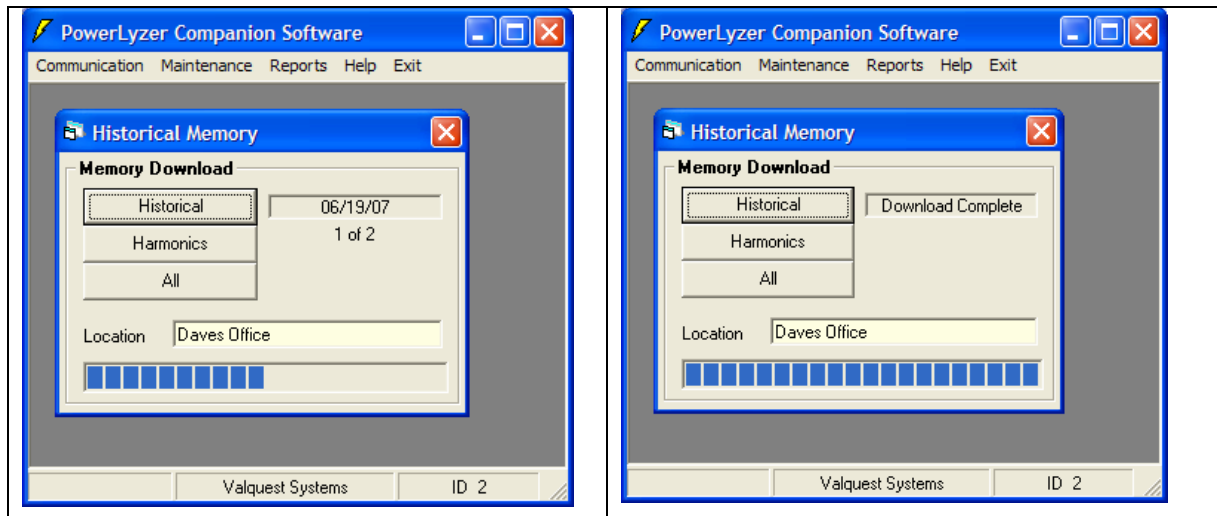 PowerLyzer Companion Software
Communication Maintenance Reports Help Exit
Historical Memory
Memory Download
Historical 06/19/07
Harmonics 1 of 2
All
Location Daves Office
Valquest Systems ID 2
PowerLyzer Companion Software
Communication Maintenance Reports Help Exit
Historical Memory
Memory Download
Historical Download Complete
Harmonics
All
Location Daves Office
Valquest Systems ID 2